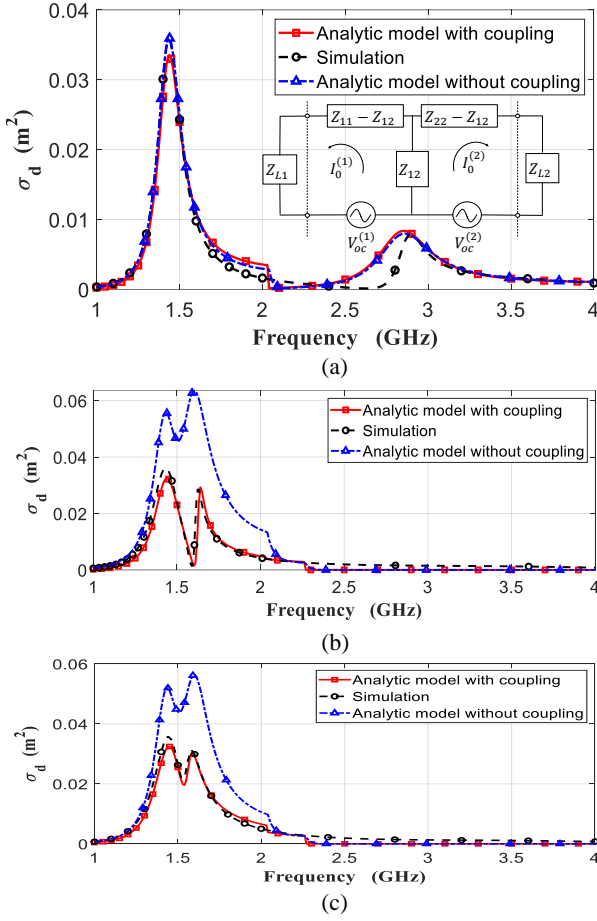 0.04
0.03
0.02
0.01
0
σd (m²)
Analytic model with coupling
Simulation
Analytic model without coupling
Z11 − Z12
Z22 − Z12
ZL1
I0(1)
Z12
I0(2)
ZL2
Voc(1)
Voc(2)
1 1.5 2 2.5 3 3.5 4
Frequency (GHz)
(a)
0.06
0.04
0.02
0
σd (m²)
Analytic model with coupling
Simulation
Analytic model without coupling
1 1.5 2 2.5 3 3.5 4
Frequency (GHz)
(b)
0.06
0.04
0.02
0
σd (m²)
Analytic model with coupling
Simulation
Analytic model without coupling
1 1.5 2 2.5 3 3.5 4
Frequency (GHz)
(c)